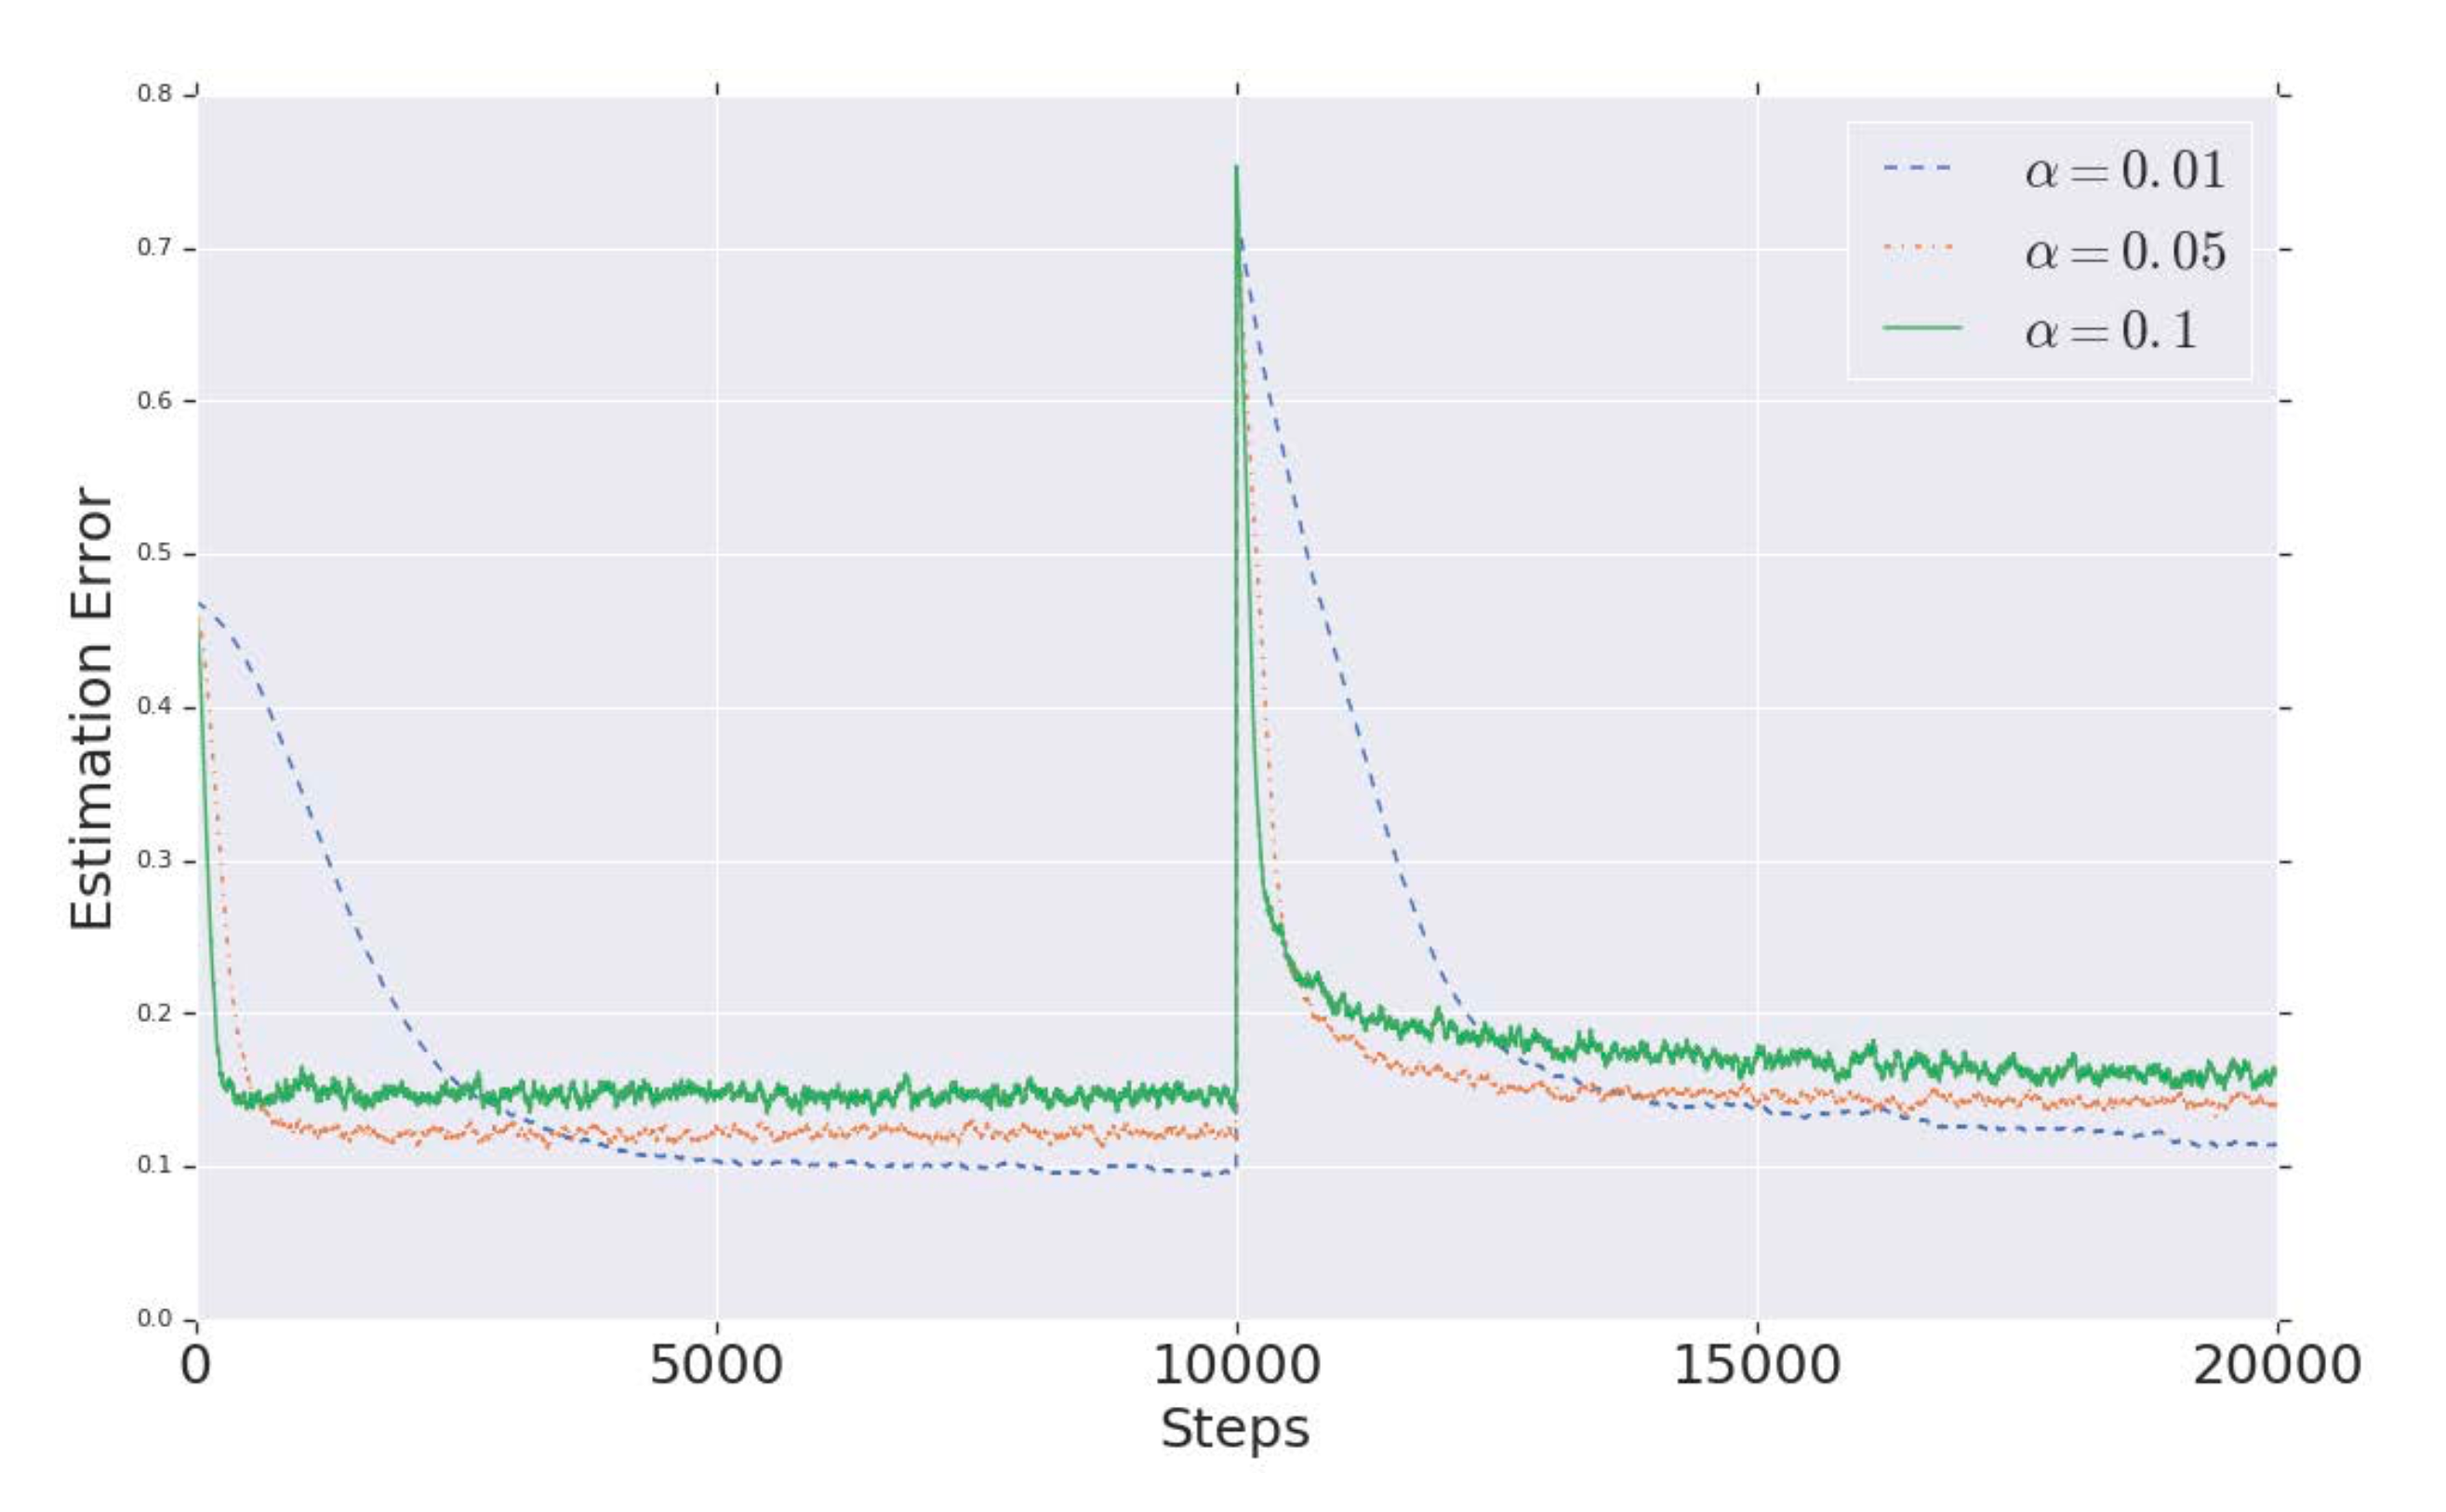 0.8
0.7
0.6
0.5
0.4
0.3
0.2
0.1
0.0
Estimation Error
0 5000 10000 15000 20000
Steps
α = 0.01
α = 0.05
α = 0.1